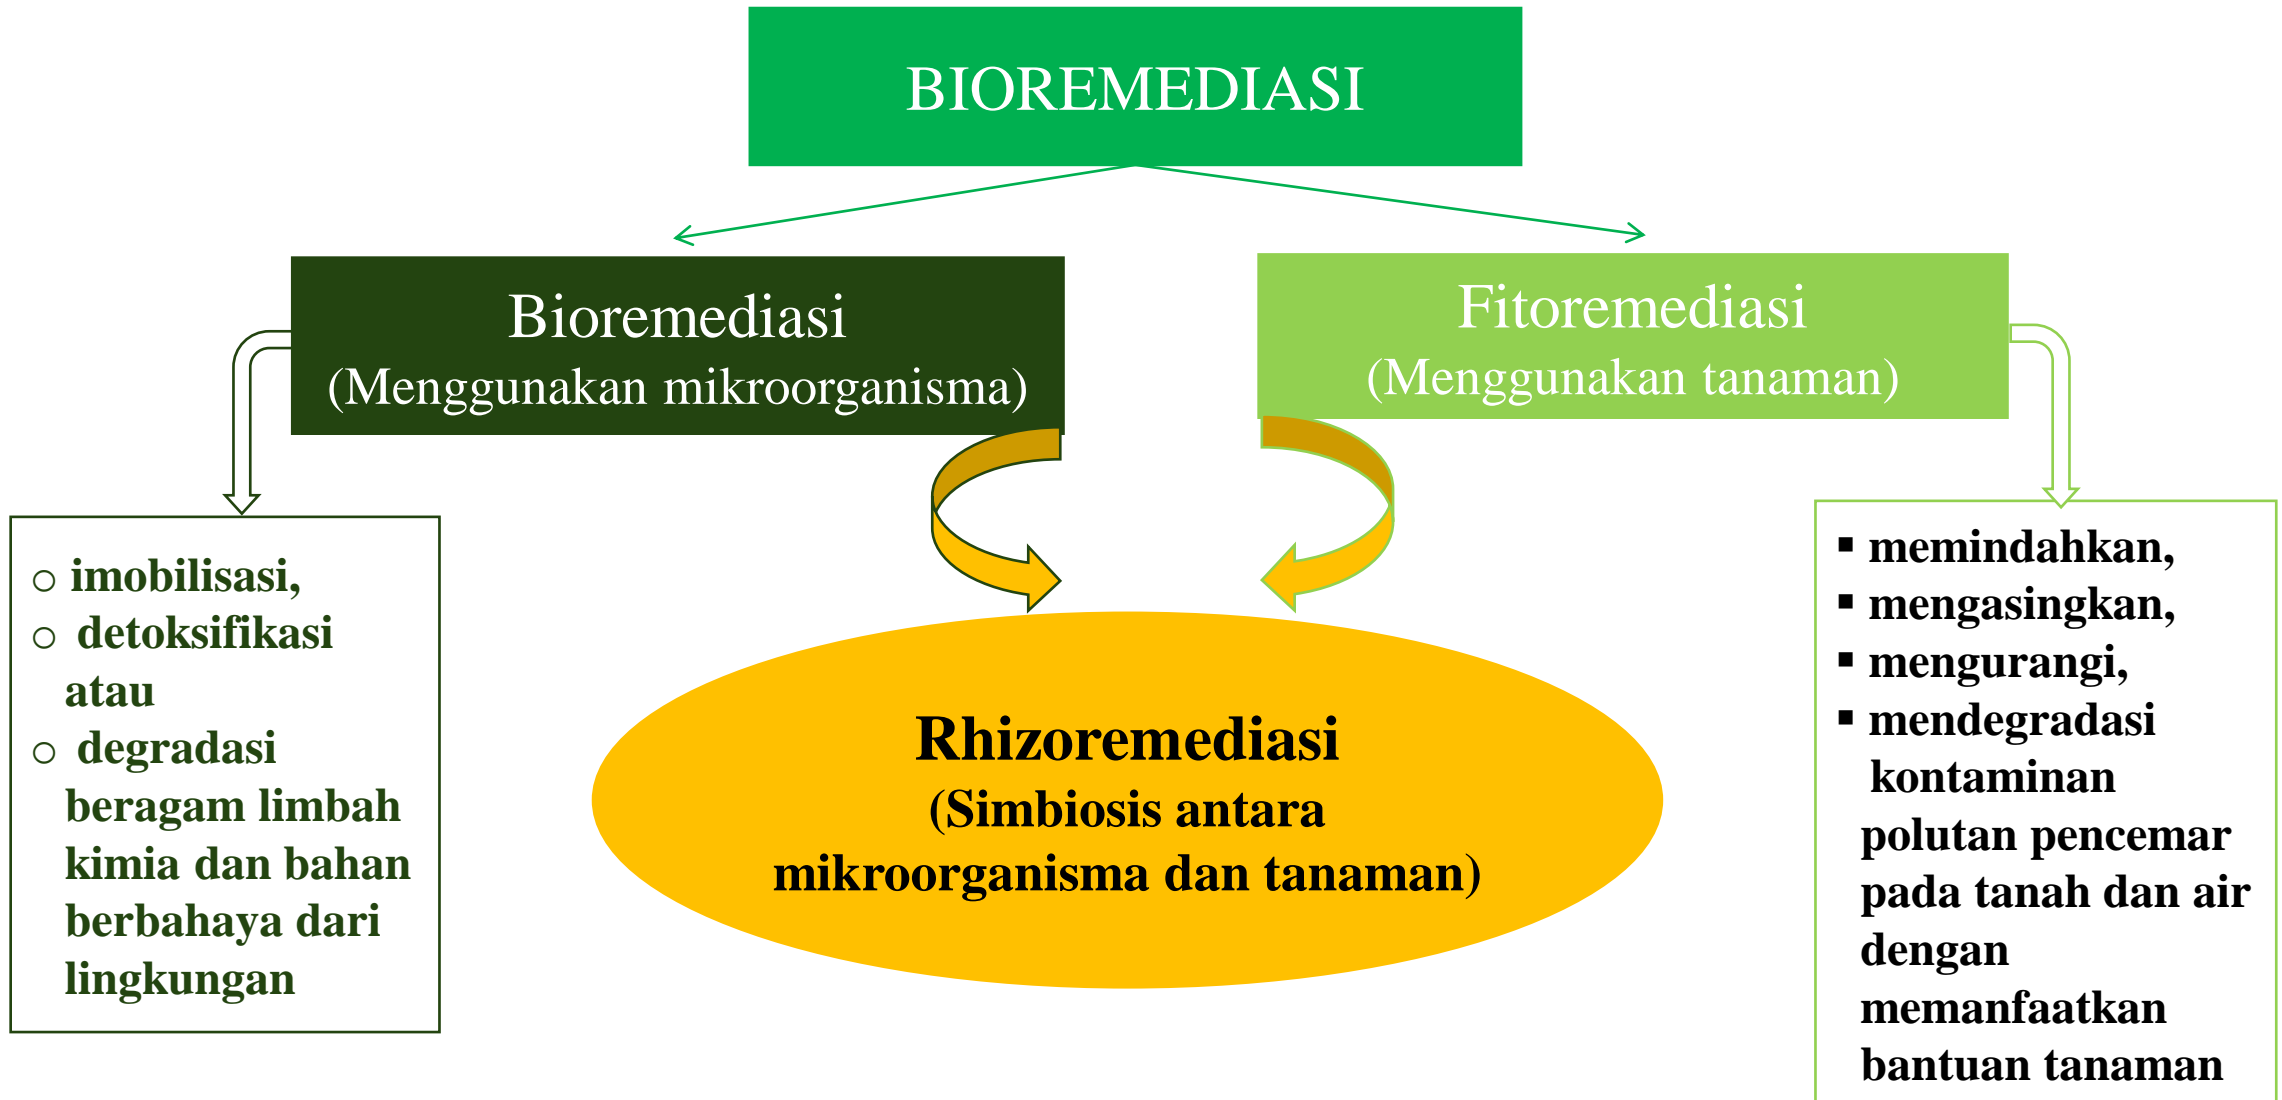 BIOREMEDIASI
Bioremediasi
(Menggunakan mikroorganisma)
Fitoremediasi
(Menggunakan tanaman)
○ imobilisasi,
○ detoksifikasi
atau
○ degradasi
beragam limbah
kimia dan bahan
berbahaya dari
lingkungan
Rhizoremediasi
(Simbiosis antara
mikroorganisma dan tanaman)
▪ memindahkan,
▪ mengasingkan,
▪ mengurangi,
▪ mendegradasi
kontaminan
polutan pencemar
pada tanah dan air
dengan
memanfaatkan
bantuan tanaman